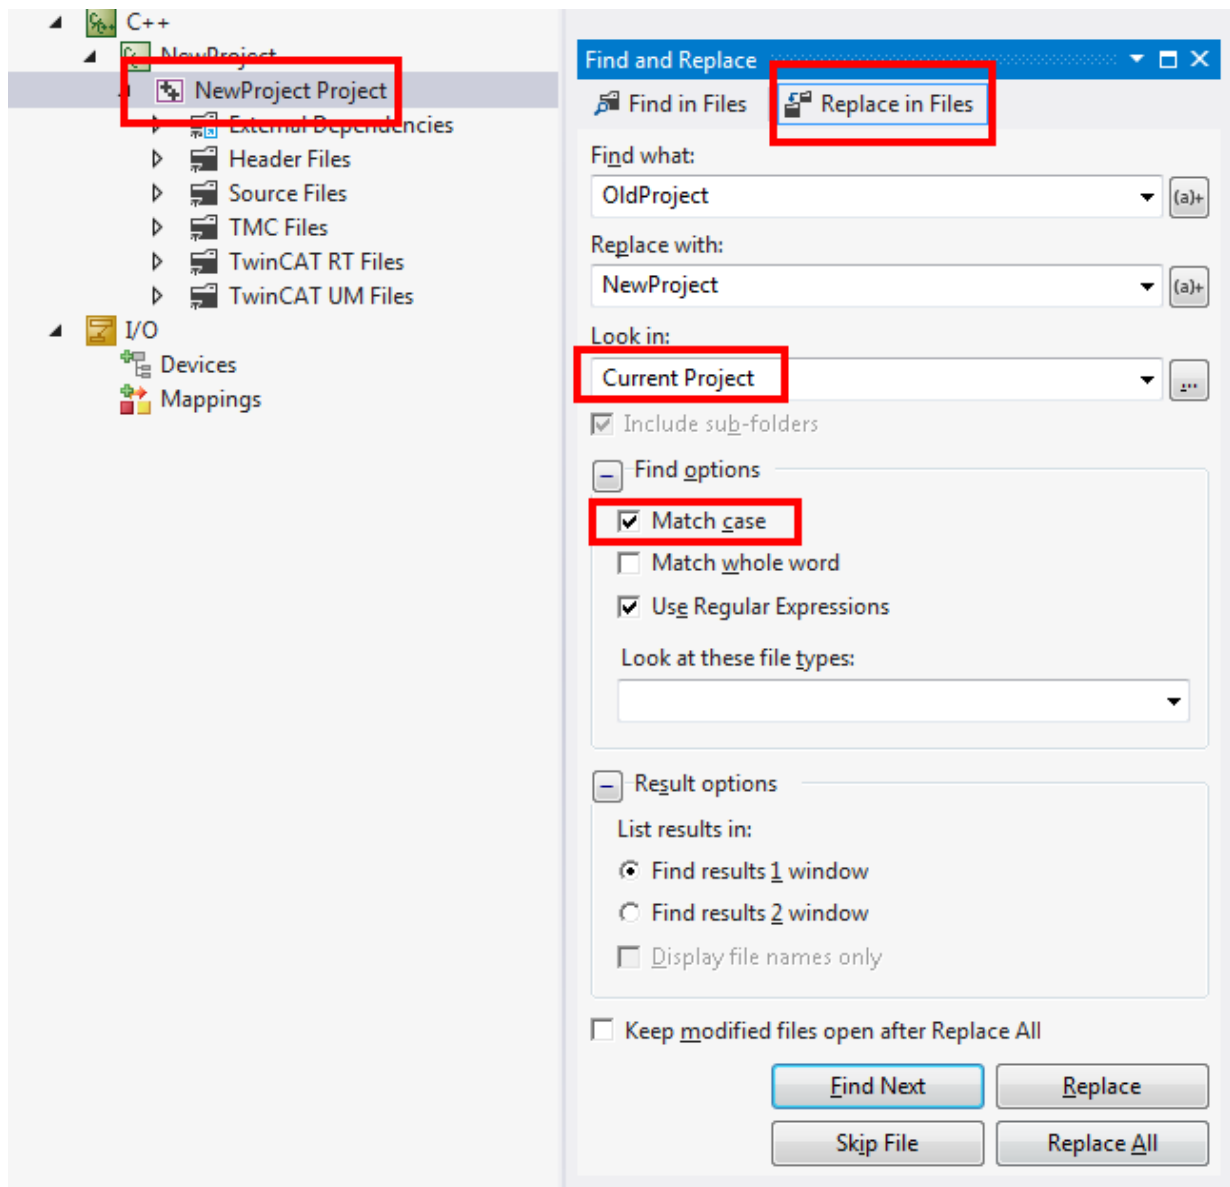 C++
NewProject
NewProject Project
External Dependencies
Header Files
Source Files
TMC Files
TwinCAT RT Files
TwinCAT UM Files
I/O
Devices
Mappings
Find and Replace
Find in Files
Replace in Files
Find what:
OldProject
(a)+
Replace with:
NewProject
(a)+
Look in:
Current Project
...
Include sub-folders
Find options
Match case
Match whole word
Use Regular Expressions
Look at these file types:
Result options
List results in:
Find results 1 window
Find results 2 window
Display file names only
Keep modified files open after Replace All
Find Next
Replace
Skip File
Replace All